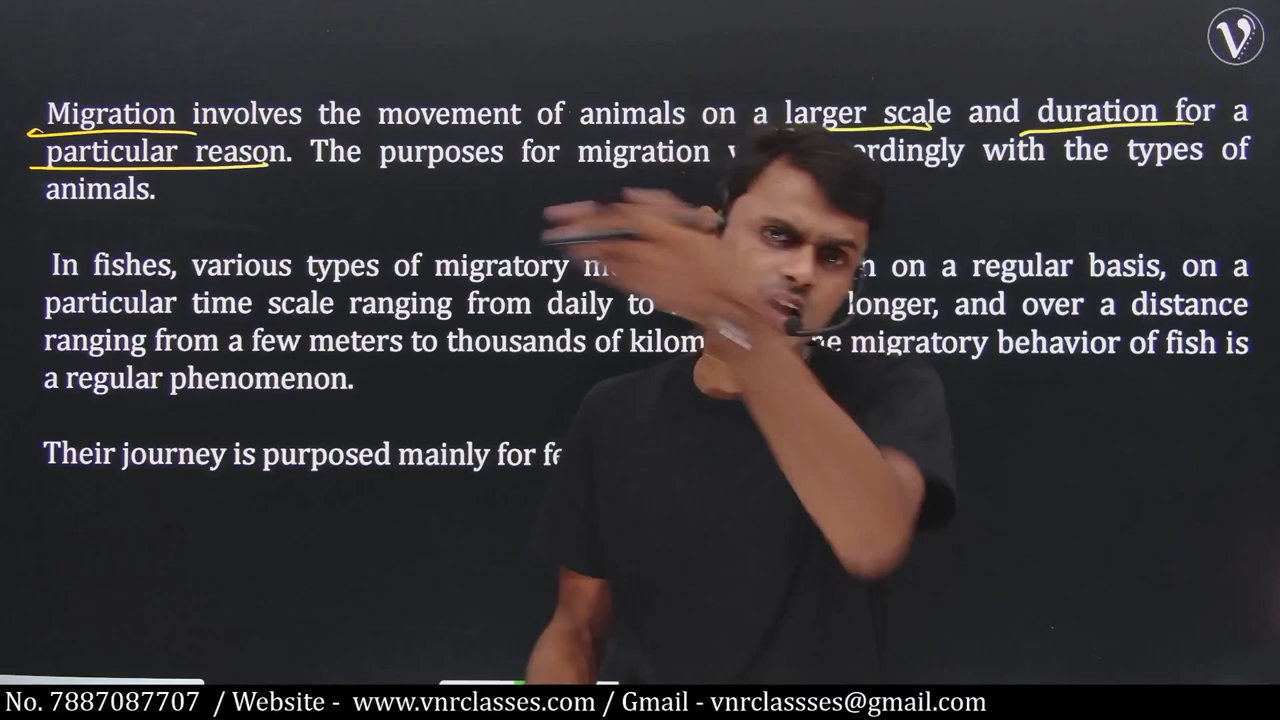 V
Migration involves the movement of animals on a larger scale and duration for a
particular reason. The purposes for migration with the types of
animals.
In fishes, various types of migratory on a regular basis, on a
particular time scale ranging from daily to longer, and over a distance
ranging from a few meters to thousands of migratory behavior of fish is
a regular phenomenon.
Their journey is purposed mainly for
No. 7887087707 / Website - www.vnrclasses.com / Gmail - vnrclassses@gmail.com